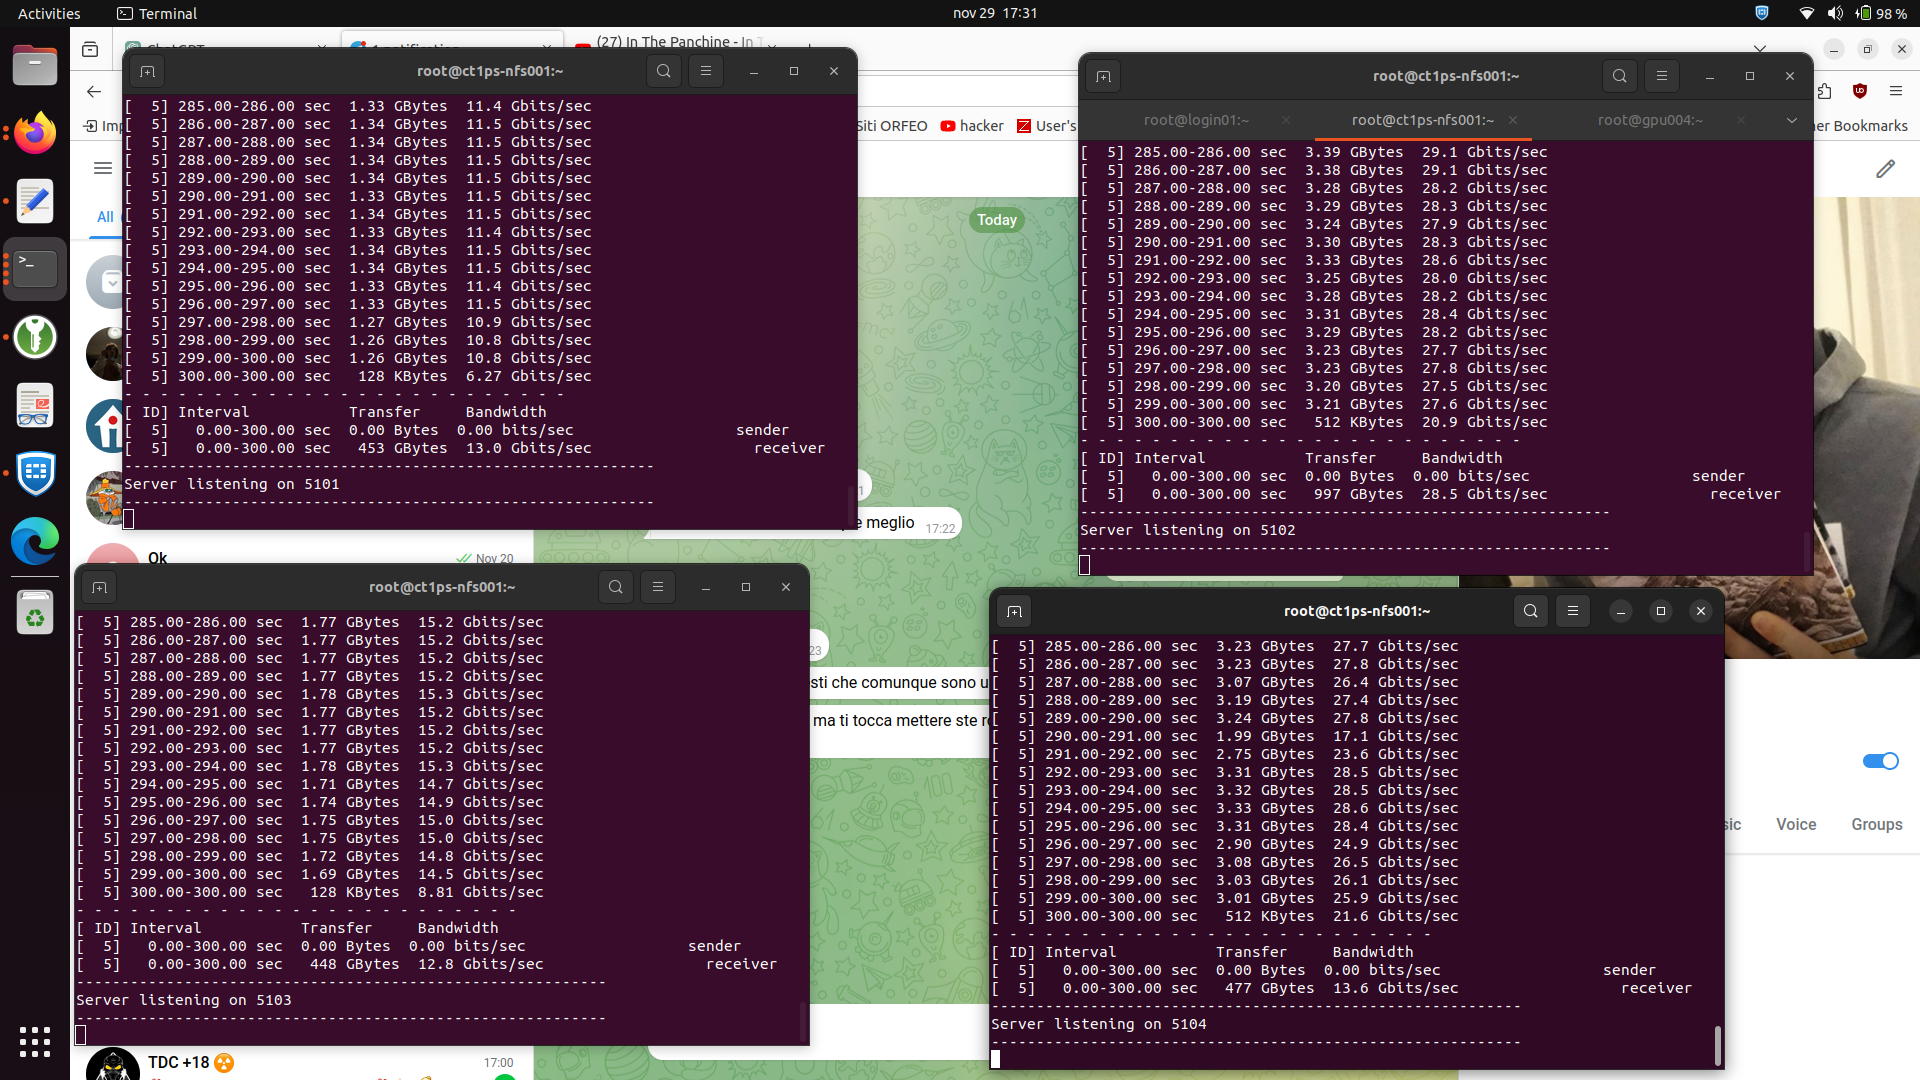 Activities
Terminal
nov 29 17:31
98 %
(27) In The Panchine - In T
root@ct1ps-nfs001:~
[ 5] 285.00-286.00 sec 1.33 GBytes 11.4 Gbits/sec
[ 5] 286.00-287.00 sec 1.34 GBytes 11.5 Gbits/sec
[ 5] 287.00-288.00 sec 1.34 GBytes 11.5 Gbits/sec
[ 5] 288.00-289.00 sec 1.34 GBytes 11.5 Gbits/sec
[ 5] 289.00-290.00 sec 1.34 GBytes 11.5 Gbits/sec
[ 5] 290.00-291.00 sec 1.33 GBytes 11.5 Gbits/sec
[ 5] 291.00-292.00 sec 1.34 GBytes 11.5 Gbits/sec
[ 5] 292.00-293.00 sec 1.33 GBytes 11.4 Gbits/sec
[ 5] 293.00-294.00 sec 1.34 GBytes 11.5 Gbits/sec
[ 5] 294.00-295.00 sec 1.34 GBytes 11.5 Gbits/sec
[ 5] 295.00-296.00 sec 1.33 GBytes 11.4 Gbits/sec
[ 5] 296.00-297.00 sec 1.33 GBytes 11.5 Gbits/sec
[ 5] 297.00-298.00 sec 1.27 GBytes 10.9 Gbits/sec
[ 5] 298.00-299.00 sec 1.26 GBytes 10.8 Gbits/sec
[ 5] 299.00-300.00 sec 1.26 GBytes 10.8 Gbits/sec
[ 5] 300.00-300.00 sec 128 KBytes 6.27 Gbits/sec
- - - - - - - - - - - - - - - - - - - - - - - - -
[ ID] Interval Transfer Bandwidth
[ 5] 0.00-300.00 sec 0.00 Bytes 0.00 bits/sec sender
[ 5] 0.00-300.00 sec 453 GBytes 13.0 Gbits/sec receiver
-----------------------------------------------------------
Server listening on 5101
-----------------------------------------------------------
root@ct1ps-nfs001:~
root@login01:~
root@ct1ps-nfs001:~
root@gpu004:~
[ 5] 285.00-286.00 sec 3.39 GBytes 29.1 Gbits/sec
[ 5] 286.00-287.00 sec 3.38 GBytes 29.1 Gbits/sec
[ 5] 287.00-288.00 sec 3.28 GBytes 28.2 Gbits/sec
[ 5] 288.00-289.00 sec 3.29 GBytes 28.3 Gbits/sec
[ 5] 289.00-290.00 sec 3.24 GBytes 27.9 Gbits/sec
[ 5] 290.00-291.00 sec 3.30 GBytes 28.3 Gbits/sec
[ 5] 291.00-292.00 sec 3.33 GBytes 28.6 Gbits/sec
[ 5] 292.00-293.00 sec 3.25 GBytes 28.0 Gbits/sec
[ 5] 293.00-294.00 sec 3.28 GBytes 28.2 Gbits/sec
[ 5] 294.00-295.00 sec 3.31 GBytes 28.4 Gbits/sec
[ 5] 295.00-296.00 sec 3.29 GBytes 28.2 Gbits/sec
[ 5] 296.00-297.00 sec 3.23 GBytes 27.7 Gbits/sec
[ 5] 297.00-298.00 sec 3.23 GBytes 27.8 Gbits/sec
[ 5] 298.00-299.00 sec 3.20 GBytes 27.5 Gbits/sec
[ 5] 299.00-300.00 sec 3.21 GBytes 27.6 Gbits/sec
[ 5] 300.00-300.00 sec 512 KBytes 20.9 Gbits/sec
- - - - - - - - - - - - - - - - - - - - - - - - -
[ ID] Interval Transfer Bandwidth
[ 5] 0.00-300.00 sec 0.00 Bytes 0.00 bits/sec sender
[ 5] 0.00-300.00 sec 997 GBytes 28.5 Gbits/sec receiver
-----------------------------------------------------------
Server listening on 5102
-----------------------------------------------------------
Imp
Siti ORFEO
hacker
User's
er Bookmarks
All
Today
e meglio 17:22
Ok
Nov 20
root@ct1ps-nfs001:~
[ 5] 285.00-286.00 sec 1.77 GBytes 15.2 Gbits/sec
[ 5] 286.00-287.00 sec 1.77 GBytes 15.2 Gbits/sec
[ 5] 287.00-288.00 sec 1.77 GBytes 15.2 Gbits/sec
[ 5] 288.00-289.00 sec 1.77 GBytes 15.2 Gbits/sec
[ 5] 289.00-290.00 sec 1.78 GBytes 15.3 Gbits/sec
[ 5] 290.00-291.00 sec 1.77 GBytes 15.2 Gbits/sec
[ 5] 291.00-292.00 sec 1.77 GBytes 15.2 Gbits/sec
[ 5] 292.00-293.00 sec 1.77 GBytes 15.2 Gbits/sec
[ 5] 293.00-294.00 sec 1.78 GBytes 15.3 Gbits/sec
[ 5] 294.00-295.00 sec 1.71 GBytes 14.7 Gbits/sec
[ 5] 295.00-296.00 sec 1.74 GBytes 14.9 Gbits/sec
[ 5] 296.00-297.00 sec 1.75 GBytes 15.0 Gbits/sec
[ 5] 297.00-298.00 sec 1.75 GBytes 15.0 Gbits/sec
[ 5] 298.00-299.00 sec 1.72 GBytes 14.8 Gbits/sec
[ 5] 299.00-300.00 sec 1.69 GBytes 14.5 Gbits/sec
[ 5] 300.00-300.00 sec 128 KBytes 8.81 Gbits/sec
- - - - - - - - - - - - - - - - - - - - - - - - -
[ ID] Interval Transfer Bandwidth
[ 5] 0.00-300.00 sec 0.00 Bytes 0.00 bits/sec sender
[ 5] 0.00-300.00 sec 448 GBytes 12.8 Gbits/sec receiver
-----------------------------------------------------------
Server listening on 5103
-----------------------------------------------------------
23
sti che comunque sono u
ma ti tocca mettere ste r
root@ct1ps-nfs001:~
[ 5] 285.00-286.00 sec 3.23 GBytes 27.7 Gbits/sec
[ 5] 286.00-287.00 sec 3.23 GBytes 27.8 Gbits/sec
[ 5] 287.00-288.00 sec 3.07 GBytes 26.4 Gbits/sec
[ 5] 288.00-289.00 sec 3.19 GBytes 27.4 Gbits/sec
[ 5] 289.00-290.00 sec 3.24 GBytes 27.8 Gbits/sec
[ 5] 290.00-291.00 sec 1.99 GBytes 17.1 Gbits/sec
[ 5] 291.00-292.00 sec 2.75 GBytes 23.6 Gbits/sec
[ 5] 292.00-293.00 sec 3.31 GBytes 28.5 Gbits/sec
[ 5] 293.00-294.00 sec 3.32 GBytes 28.5 Gbits/sec
[ 5] 294.00-295.00 sec 3.33 GBytes 28.6 Gbits/sec
[ 5] 295.00-296.00 sec 3.31 GBytes 28.4 Gbits/sec
[ 5] 296.00-297.00 sec 2.90 GBytes 24.9 Gbits/sec
[ 5] 297.00-298.00 sec 3.08 GBytes 26.5 Gbits/sec
[ 5] 298.00-299.00 sec 3.03 GBytes 26.1 Gbits/sec
[ 5] 299.00-300.00 sec 3.01 GBytes 25.9 Gbits/sec
[ 5] 300.00-300.00 sec 512 KBytes 21.6 Gbits/sec
- - - - - - - - - - - - - - - - - - - - - - - - -
[ ID] Interval Transfer Bandwidth
[ 5] 0.00-300.00 sec 0.00 Bytes 0.00 bits/sec sender
[ 5] 0.00-300.00 sec 477 GBytes 13.6 Gbits/sec receiver
-----------------------------------------------------------
Server listening on 5104
-----------------------------------------------------------
sic
Voice
Groups
TDC +18 ☢
17:00